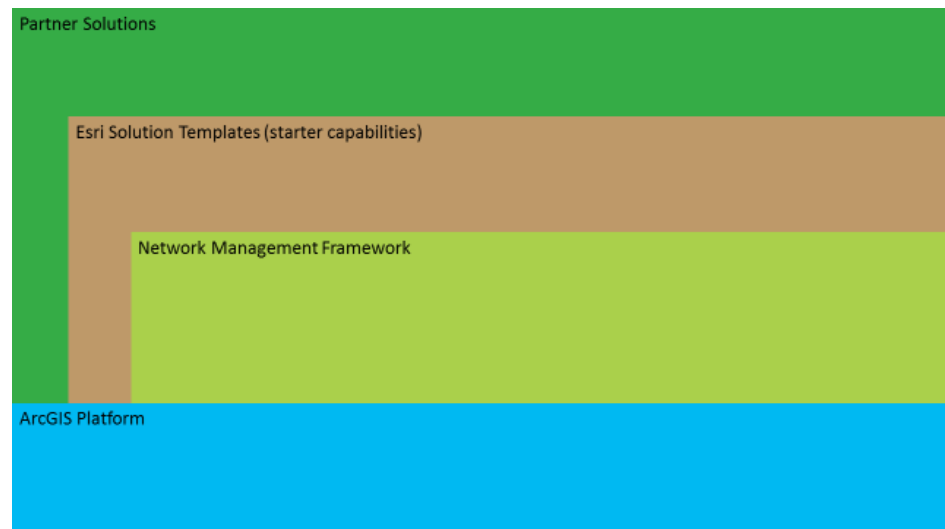 Partner Solutions
Esri Solution Templates (starter capabilities)
Network Management Framework
ArcGIS Platform